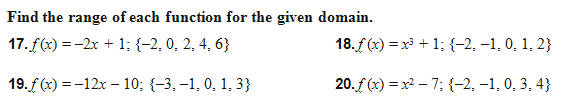 Find the range of each function for the given domain.
17. f (x) = −2x + 1; {−2, 0, 2, 4, 6} 18. f (x) = x³ + 1; {−2, −1, 0, 1, 2}
19. f (x) = −12x − 10; {−3, −1, 0, 1, 3} 20. f (x) = x² − 7; {−2, −1, 0, 3, 4}